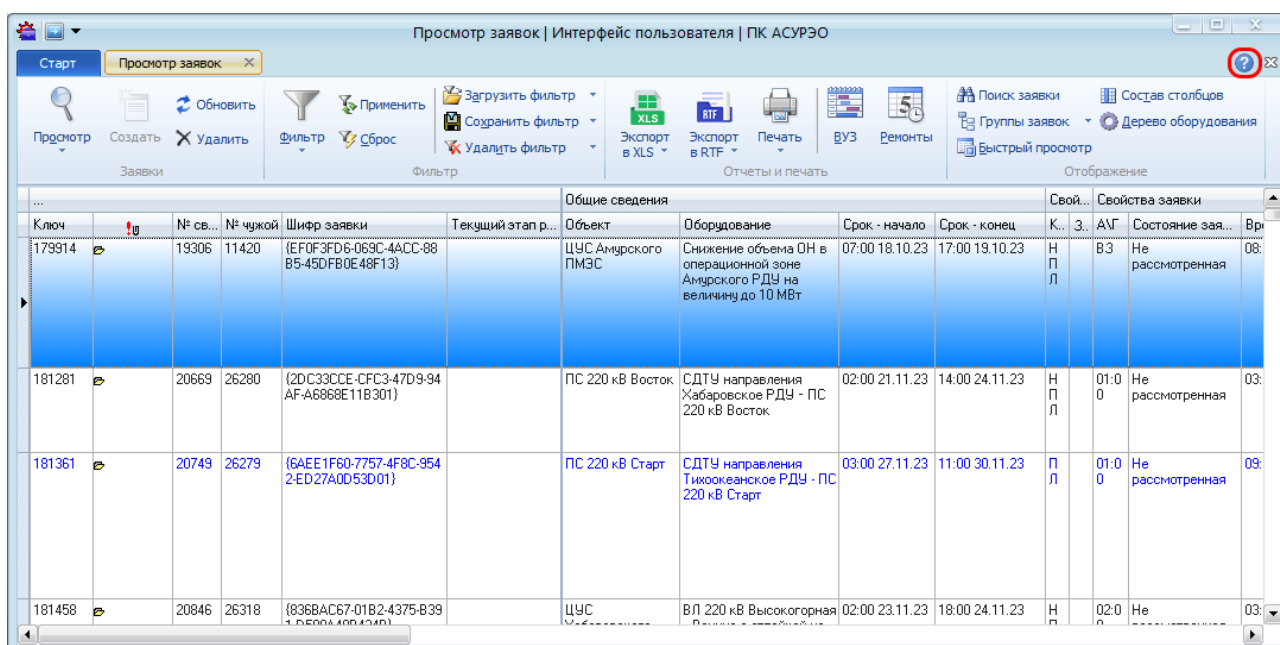 Просмотр заявок | Интерфейс пользователя | ПК АСУРЭО
Старт Просмотр заявок
Просмотр Создать Обновить Удалить
Заявки
Фильтр Применить Сброс Загрузить фильтр Сохранить фильтр Удалить фильтр
Фильтр
XLS Экспорт в XLS RTF Экспорт в RTF Печать ВУЗ 5 Ремонты
Отчеты и печать
Поиск заявки Группы заявок Быстрый просмотр Состав столбцов Дерево оборудования
Отображение
... Общие сведения Свой... Свойства заявки
Ключ № св... № чужой Шифр заявки Текущий этап р... Объект Оборудование Срок - начало Срок - конец К.. З.. А\Г Состояние зая... Вре
179914 19306 11420 {EF0F3FD6-069C-4ACC-88 ЦУС Амурского Снижение объема ОН в 07:00 18.10.23 17:00 19.10.23 Н ВЗ Не 08:
B5-45DFB0E48F13} ПМЭС операционной зоне П рассмотренная
Амурского РДУ на Л
величину до 10 МВт
181281 20669 26280 {2DC33CCE-CFC3-47D9-94 ПС 220 кВ Восток СДТУ направления 02:00 21.11.23 14:00 24.11.23 Н 01:0 Не 03:
AF-A6868E11B301} Хабаровское РДУ - ПС П 0 рассмотренная
220 кВ Восток Л
181361 20749 26279 {6AEE1F60-7757-4F8C-954 ПС 220 кВ Старт СДТУ направления 03:00 27.11.23 11:00 30.11.23 П 01:0 Не 09:
2-ED27A0D53D01} Тихоокеанское РДУ - ПС Л 0 рассмотренная
220 кВ Старт
181458 20846 26318 {836BAC67-01B2-4375-B39 ЦУС ВЛ 220 кВ Высокогорная 02:00 23.11.23 18:00 24.11.23 Н 02:0 Не 03: